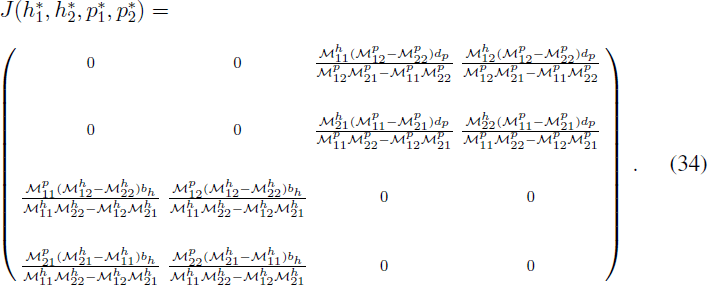 J(h_1^*, h_2^*, p_1^*, p_2^*) =
\begin{pmatrix} 0 & 0 & \frac{\mathcal{M}_{11}^h(\mathcal{M}_{12}^p-\mathcal{M}_{22}^p)d_p}{\mathcal{M}_{12}^p\mathcal{M}_{21}^p-\mathcal{M}_{11}^p\mathcal{M}_{22}^p} & \frac{\mathcal{M}_{12}^h(\mathcal{M}_{12}^p-\mathcal{M}_{22}^p)d_p}{\mathcal{M}_{12}^p\mathcal{M}_{21}^p-\mathcal{M}_{11}^p\mathcal{M}_{22}^p} \\
0 & 0 & \frac{\mathcal{M}_{21}^h(\mathcal{M}_{11}^p-\mathcal{M}_{21}^p)d_p}{\mathcal{M}_{11}^p\mathcal{M}_{22}^p-\mathcal{M}_{12}^p\mathcal{M}_{21}^p} & \frac{\mathcal{M}_{22}^h(\mathcal{M}_{11}^p-\mathcal{M}_{21}^p)d_p}{\mathcal{M}_{11}^p\mathcal{M}_{22}^p-\mathcal{M}_{12}^p\mathcal{M}_{21}^p} \\
\frac{\mathcal{M}_{11}^p(\mathcal{M}_{12}^h-\mathcal{M}_{22}^h)b_h}{\mathcal{M}_{11}^h\mathcal{M}_{22}^h-\mathcal{M}_{12}^h\mathcal{M}_{21}^h} & \frac{\mathcal{M}_{12}^p(\mathcal{M}_{12}^h-\mathcal{M}_{22}^h)b_h}{\mathcal{M}_{11}^h\mathcal{M}_{22}^h-\mathcal{M}_{12}^h\mathcal{M}_{21}^h} & 0 & 0 \\
\frac{\mathcal{M}_{21}^p(\mathcal{M}_{21}^h-\mathcal{M}_{11}^h)b_h}{\mathcal{M}_{11}^h\mathcal{M}_{22}^h-\mathcal{M}_{12}^h\mathcal{M}_{21}^h} & \frac{\mathcal{M}_{22}^p(\mathcal{M}_{21}^h-\mathcal{M}_{11}^h)b_h}{\mathcal{M}_{11}^h\mathcal{M}_{22}^h-\mathcal{M}_{12}^h\mathcal{M}_{21}^h} & 0 & 0 \end{pmatrix} . (34)